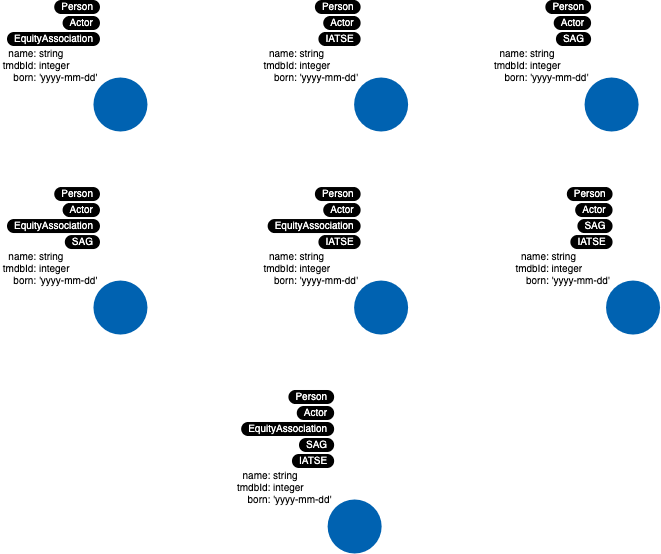 Person
Actor
EquityAssociation
name: string
tmdbId: integer
born: 'yyyy-mm-dd'
Person
Actor
IATSE
name: string
tmdbId: integer
born: 'yyyy-mm-dd'
Person
Actor
SAG
name: string
tmdbId: integer
born: 'yyyy-mm-dd'
Person
Actor
EquityAssociation
SAG
name: string
tmdbId: integer
born: 'yyyy-mm-dd'
Person
Actor
EquityAssociation
IATSE
name: string
tmdbId: integer
born: 'yyyy-mm-dd'
Person
Actor
SAG
IATSE
name: string
tmdbId: integer
born: 'yyyy-mm-dd'
Person
Actor
EquityAssociation
SAG
IATSE
name: string
tmdbId: integer
born: 'yyyy-mm-dd'